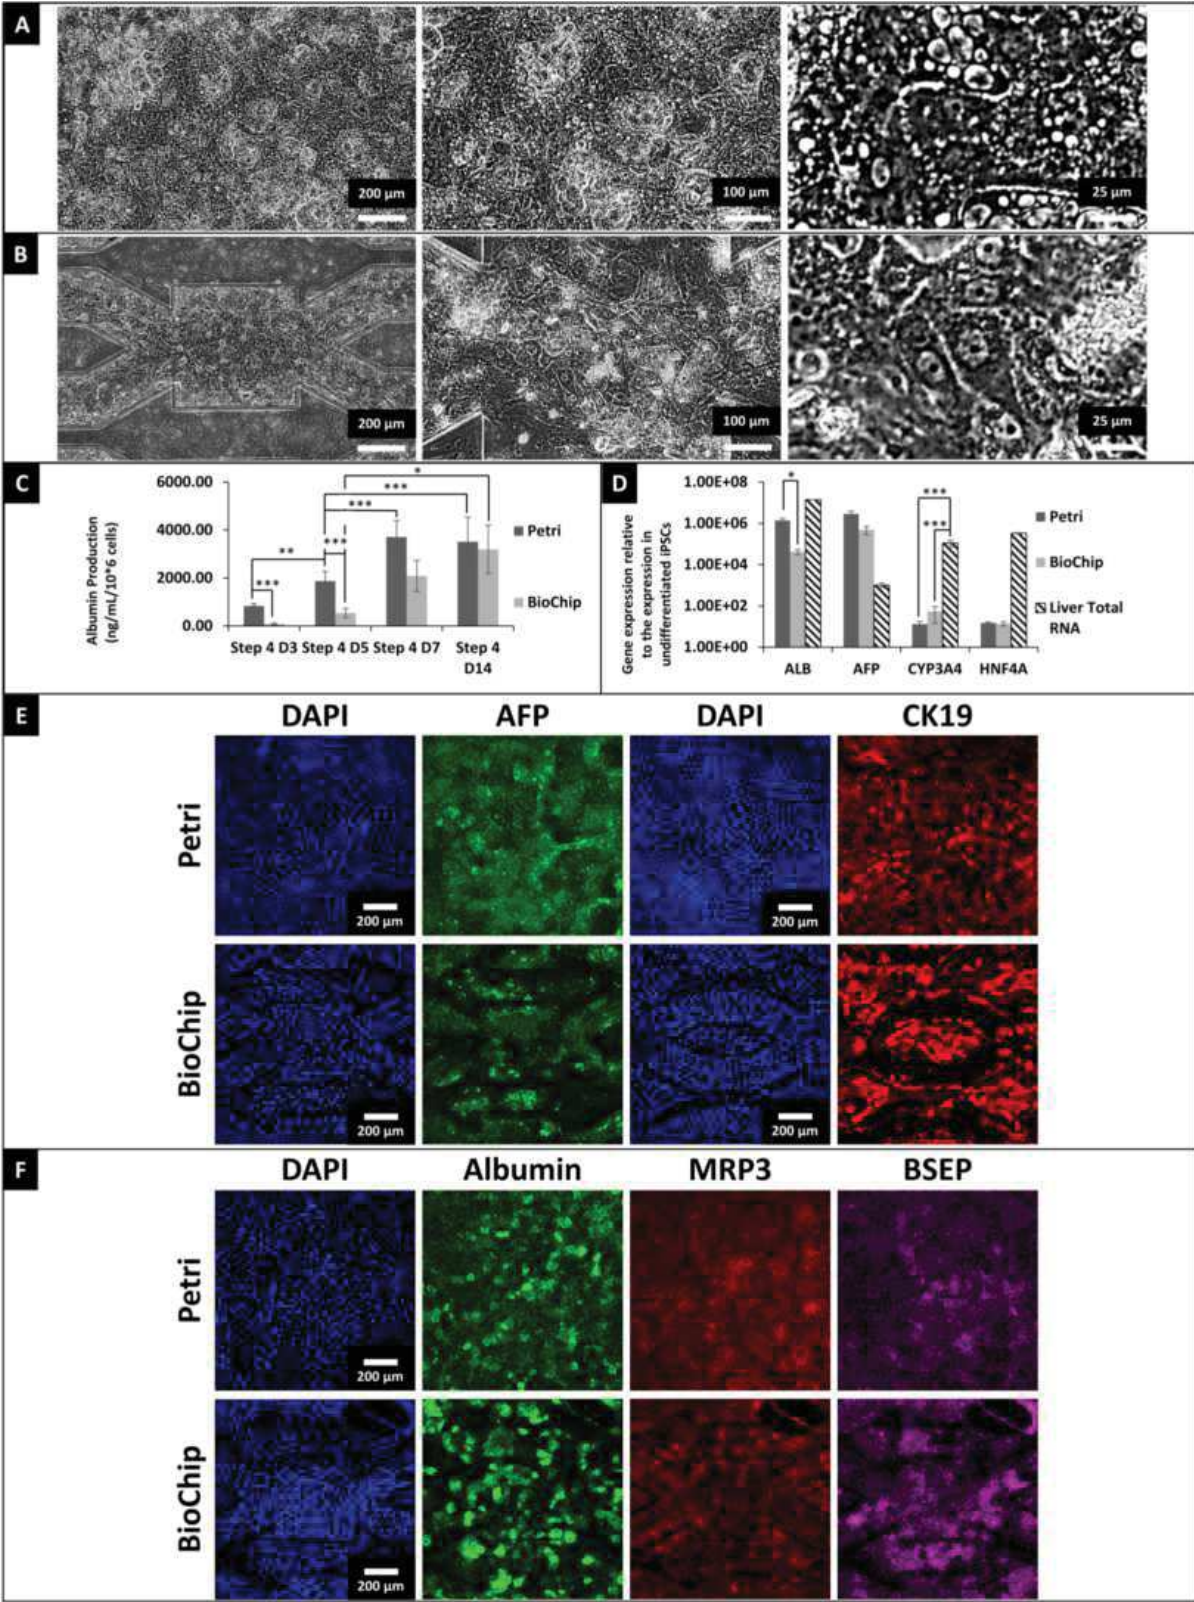 A
200 µm
100 µm
25 µm
B
200 µm
100 µm
25 µm
C
Albumin Production
(ng/mL/10*6 cells)
6000.00
4000.00
2000.00
0.00
*
***
***
**
***
***
Petri
BioChip
Step 4 D3 Step 4 D5 Step 4 D7 Step 4
D14
D
Gene expression relative
to the expression in
undifferentiated iPSCs
1.00E+08
1.00E+06
1.00E+04
1.00E+02
1.00E+00
*
***
***
Petri
BioChip
Liver Total
RNA
ALB AFP CYP3A4 HNF4A
E
DAPI AFP DAPI CK19
Petri
200 µm
200 µm
BioChip
200 µm
200 µm
F
DAPI Albumin MRP3 BSEP
Petri
200 µm
BioChip
200 µm